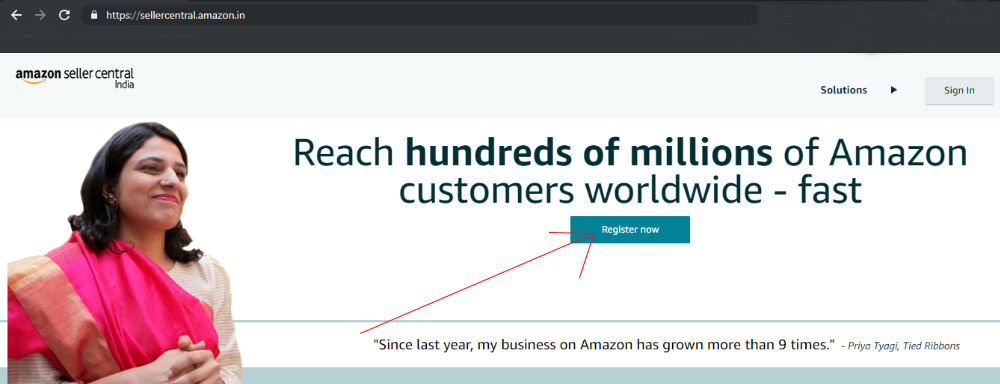 https://sellercentral.amazon.in
amazon seller central
India
Solutions
Sign In
Reach hundreds of millions of Amazon
customers worldwide - fast
Register now
"Since last year, my business on Amazon has grown more than 9 times." - Priya Tyagi, Tied Ribbons